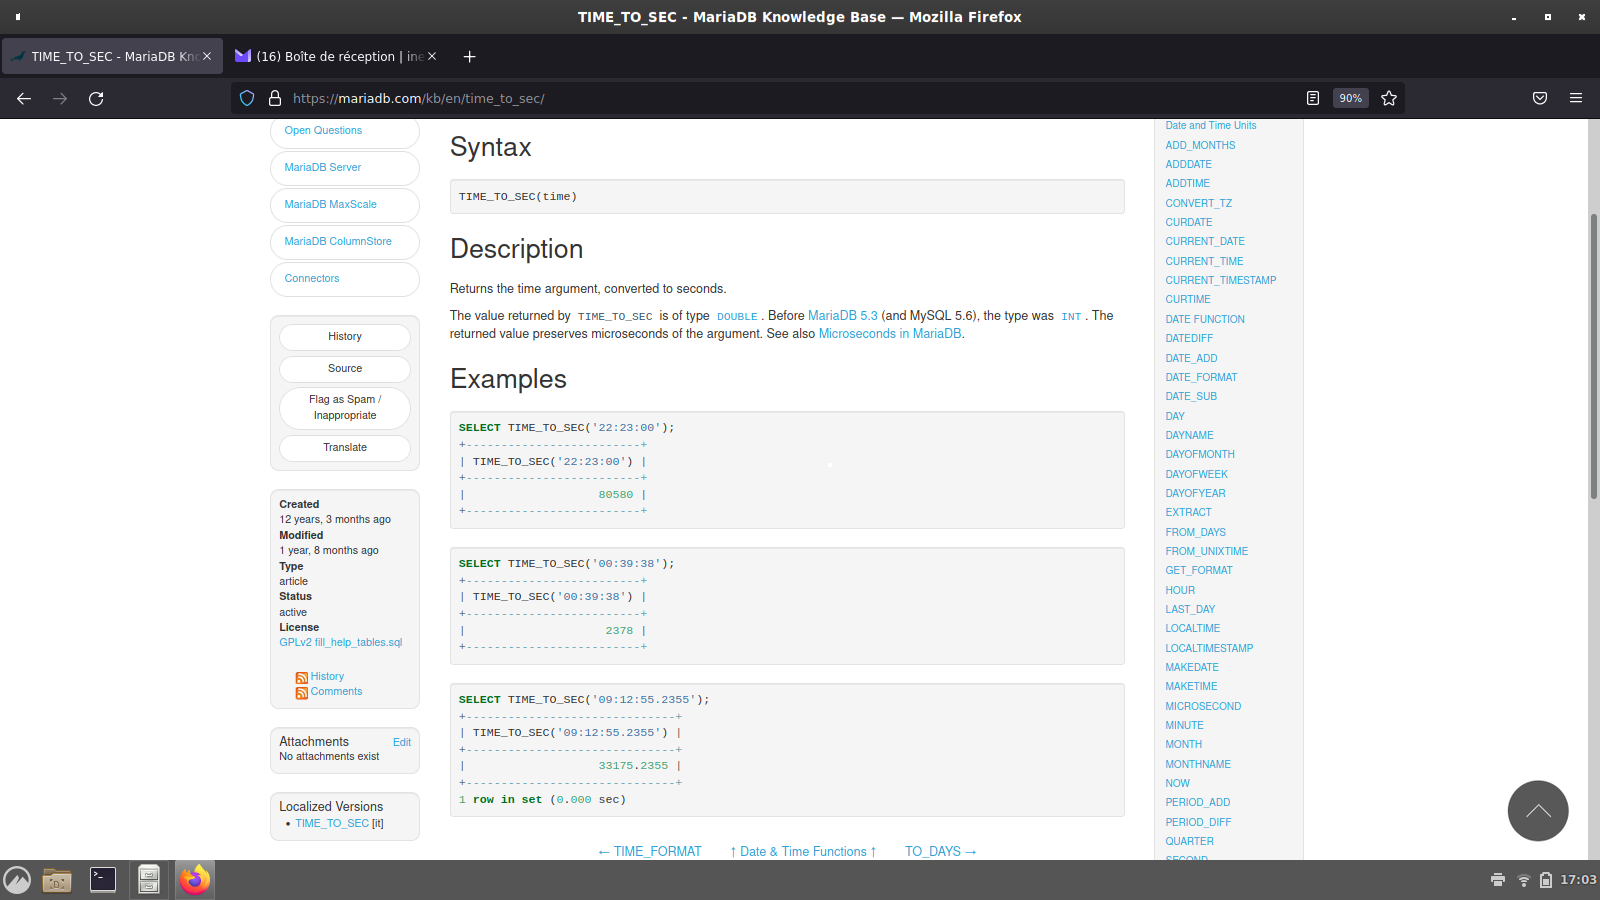 TIME_TO_SEC - MariaDB Knowledge Base — Mozilla Firefox
TIME_TO_SEC - MariaDB Kn
(16) Boîte de réception | ine
https://mariadb.com/kb/en/time_to_sec/
90%
Open Questions
MariaDB Server
MariaDB MaxScale
MariaDB ColumnStore
Connectors
History
Source
Flag as Spam /
Inappropriate
Translate
Created
12 years, 3 months ago
Modified
1 year, 8 months ago
Type
article
Status
active
License
GPLv2 fill_help_tables.sql
History
Comments
Attachments Edit
No attachments exist
Localized Versions
• TIME_TO_SEC [it]
Syntax
TIME_TO_SEC(time)
Description
Returns the time argument, converted to seconds.
The value returned by TIME_TO_SEC is of type DOUBLE. Before MariaDB 5.3 (and MySQL 5.6), the type was INT. The
returned value preserves microseconds of the argument. See also Microseconds in MariaDB.
Examples
SELECT TIME_TO_SEC('22:23:00');
+-------------------------+
| TIME_TO_SEC('22:23:00') |
+-------------------------+
|                   80580 |
+-------------------------+
SELECT TIME_TO_SEC('00:39:38');
+-------------------------+
| TIME_TO_SEC('00:39:38') |
+-------------------------+
|                    2378 |
+-------------------------+
SELECT TIME_TO_SEC('09:12:55.2355');
+------------------------------+
| TIME_TO_SEC('09:12:55.2355') |
+------------------------------+
|                   33175.2355 |
+------------------------------+
1 row in set (0.000 sec)
← TIME_FORMAT ↑ Date & Time Functions ↑ TO_DAYS →
Date and Time Units
ADD_MONTHS
ADDDATE
ADDTIME
CONVERT_TZ
CURDATE
CURRENT_DATE
CURRENT_TIME
CURRENT_TIMESTAMP
CURTIME
DATE FUNCTION
DATEDIFF
DATE_ADD
DATE_FORMAT
DATE_SUB
DAY
DAYNAME
DAYOFMONTH
DAYOFWEEK
DAYOFYEAR
EXTRACT
FROM_DAYS
FROM_UNIXTIME
GET_FORMAT
HOUR
LAST_DAY
LOCALTIME
LOCALTIMESTAMP
MAKEDATE
MAKETIME
MICROSECOND
MINUTE
MONTH
MONTHNAME
NOW
PERIOD_ADD
PERIOD_DIFF
QUARTER
SECOND
17:03